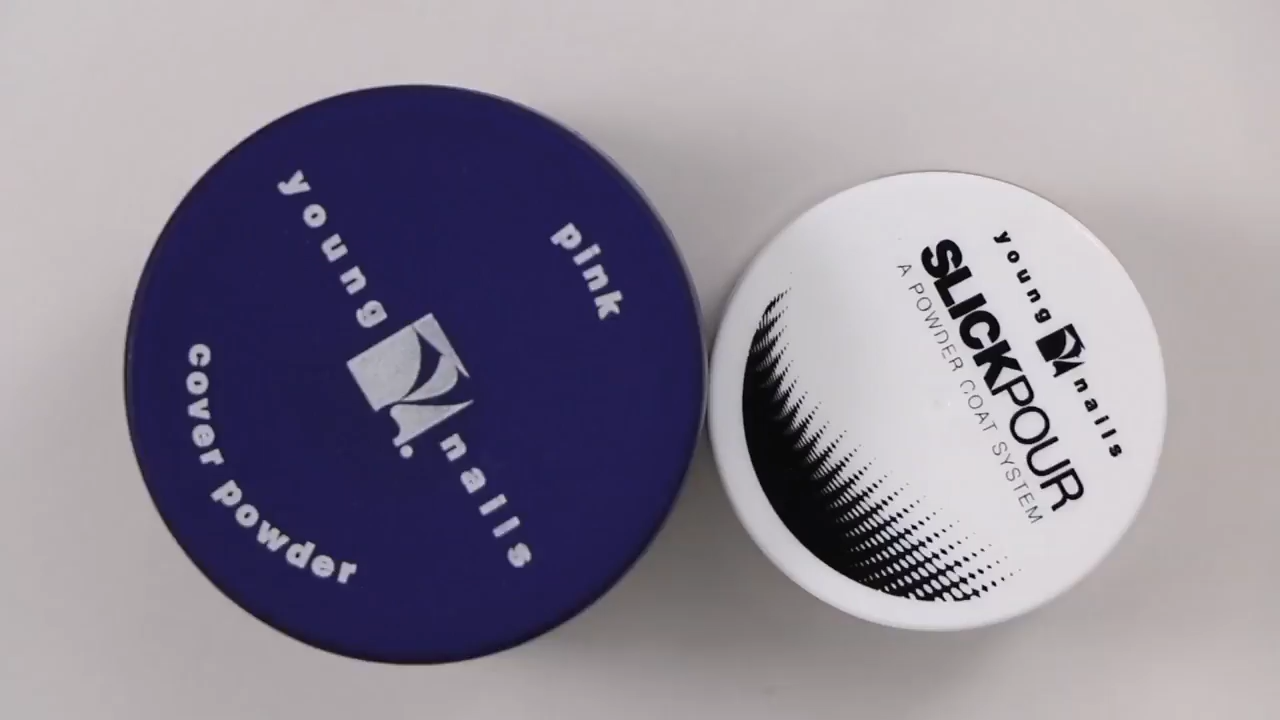 pink
young nails
cover powder
young nails
SLICKPOUR
A POWDER COAT SYSTEM